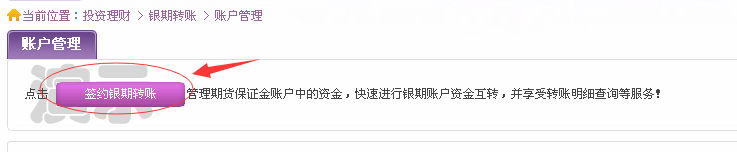 当前位置：投资理财 > 银期转账 > 账户管理
账户管理
演示
点击 签约银期转账 管理期货保证金账户中的资金，快速进行银期账户资金互转，并享受转账明细查询等服务！